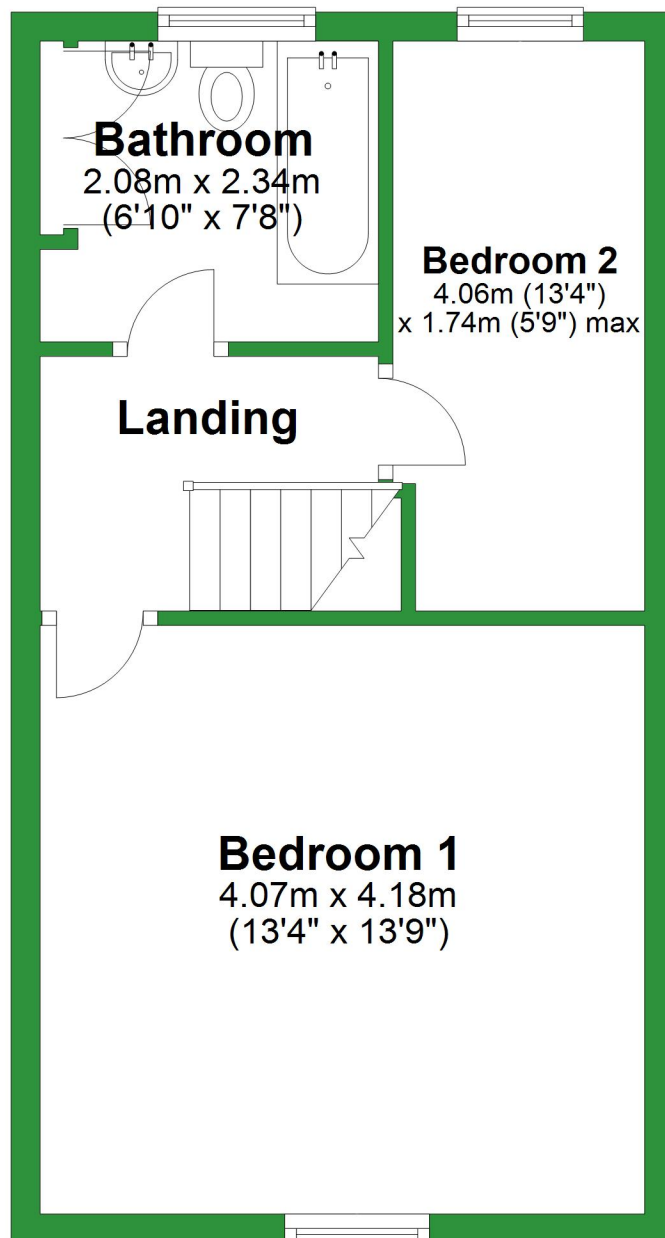 Bathroom
2.08m x 2.34m
(6'10" x 7'8")
Bedroom 2
4.06m (13'4")
x 1.74m (5'9") max
Landing
Bedroom 1
4.07m x 4.18m
(13'4" x 13'9")